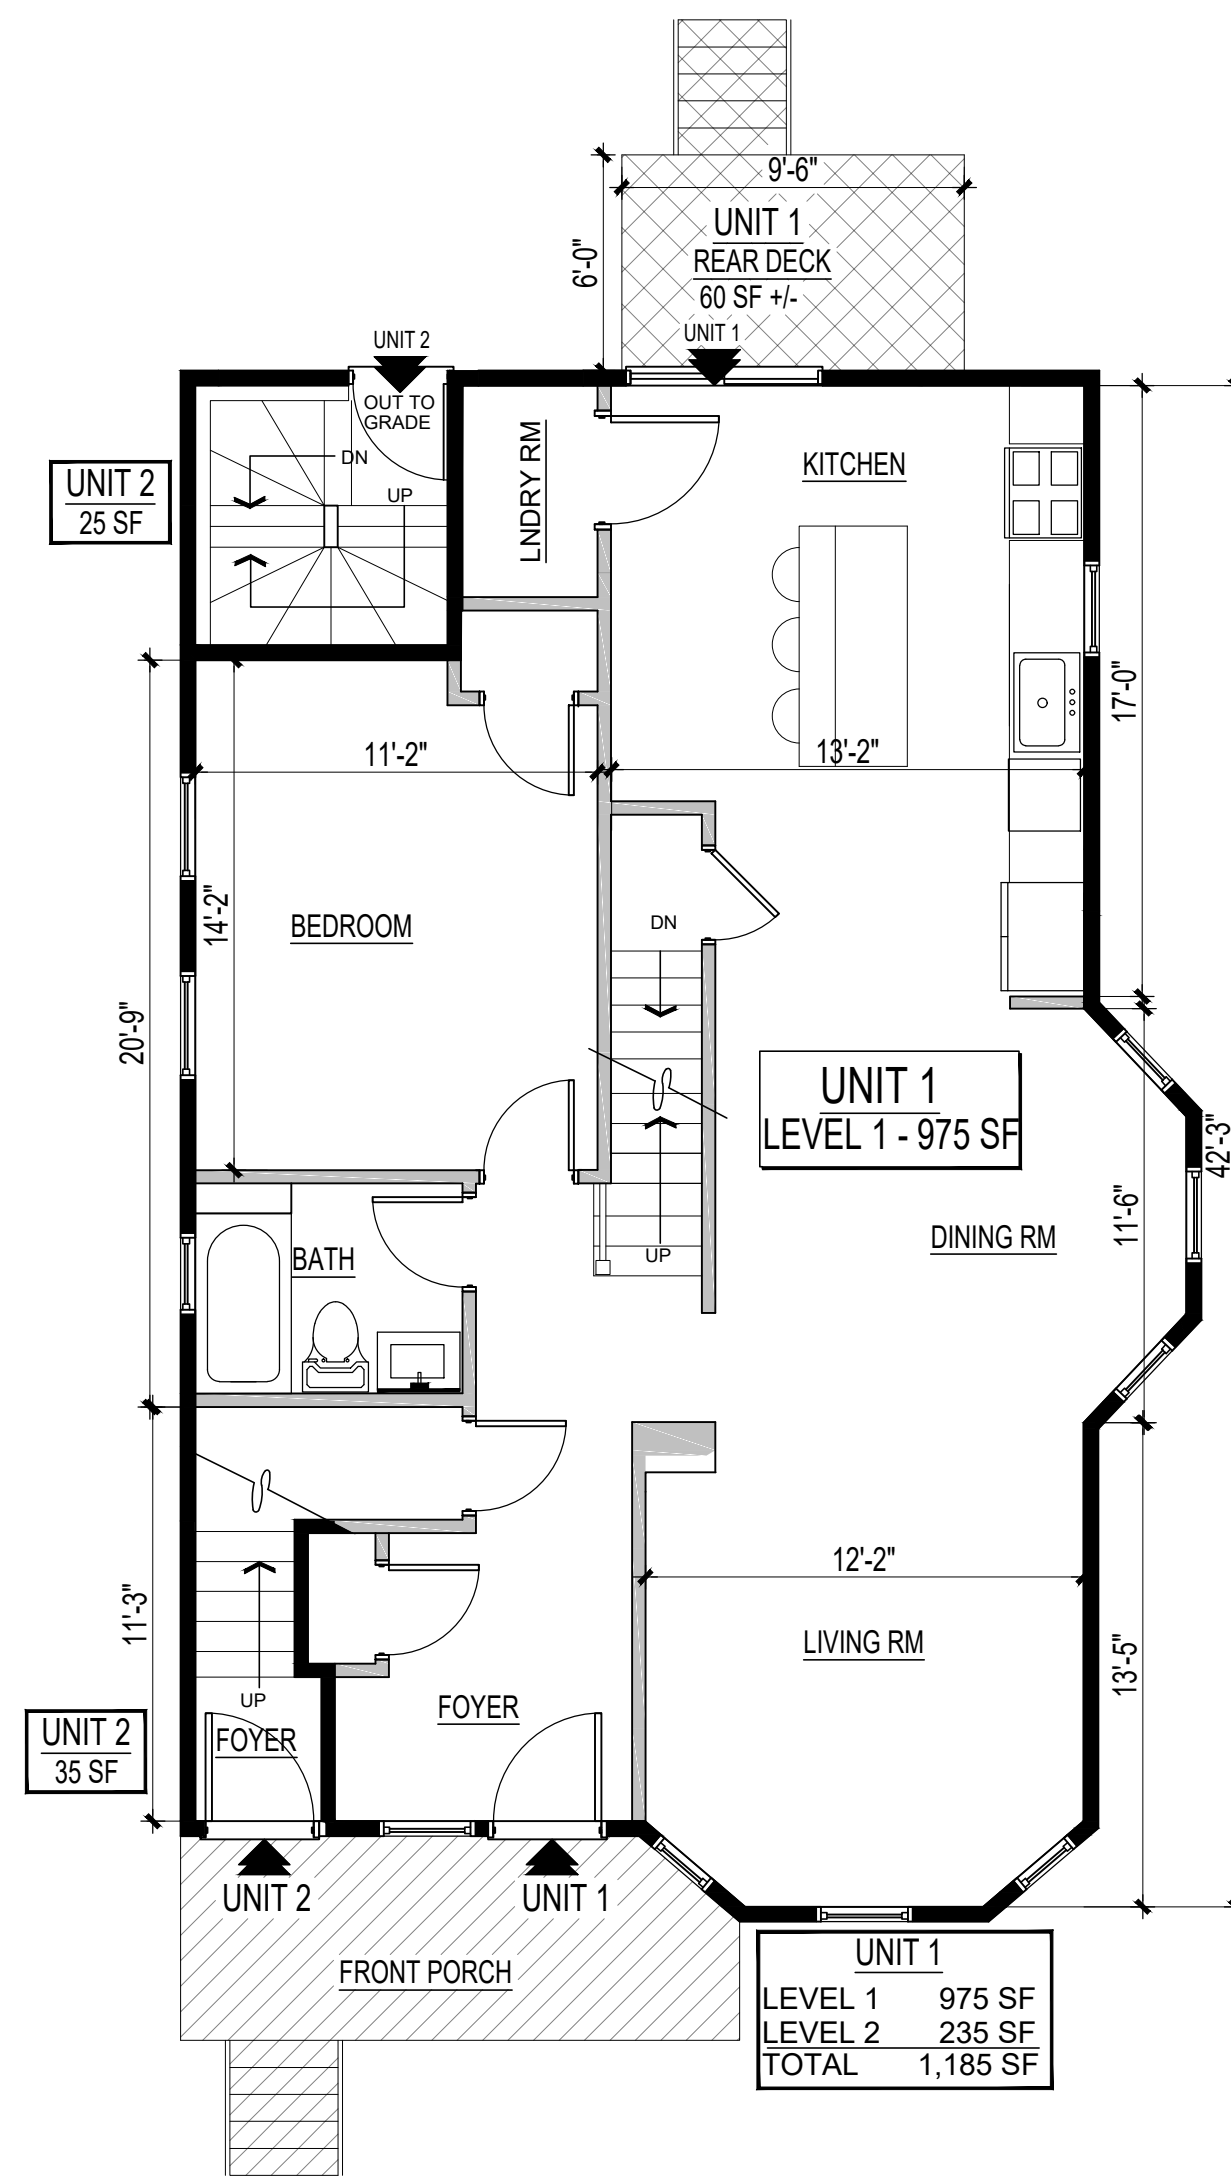 9'-6"
UNIT 1
REAR DECK
60 SF +/-
6'-0"
UNIT 2
UNIT 1
OUT TO
GRADE
DN
UP
LNDRY RM
KITCHEN
UNIT 2
25 SF
17'-0"
11'-2"
13'-2"
14'-2"
BEDROOM
DN
20'-9"
UNIT 1
LEVEL 1 - 975 SF
42'-3"
11'-6"
DINING RM
UP
BATH
12'-2"
11'-3"
LIVING RM
13'-5"
UP
FOYER
FOYER
UNIT 2
35 SF
UNIT 2
UNIT 1
FRONT PORCH
UNIT 1
LEVEL 1 975 SF
LEVEL 2 235 SF
TOTAL 1,185 SF